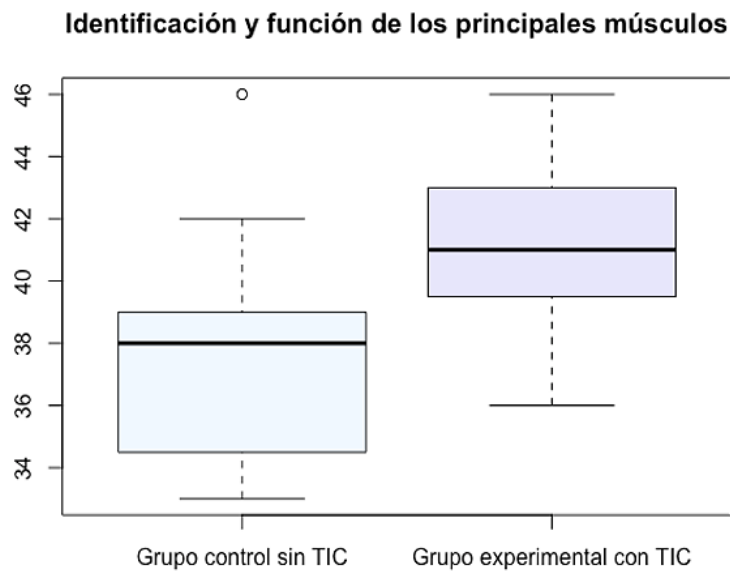 Identificación y función de los principales músculos
46
44
42
40
38
36
34
Grupo control sin TIC
Grupo experimental con TIC